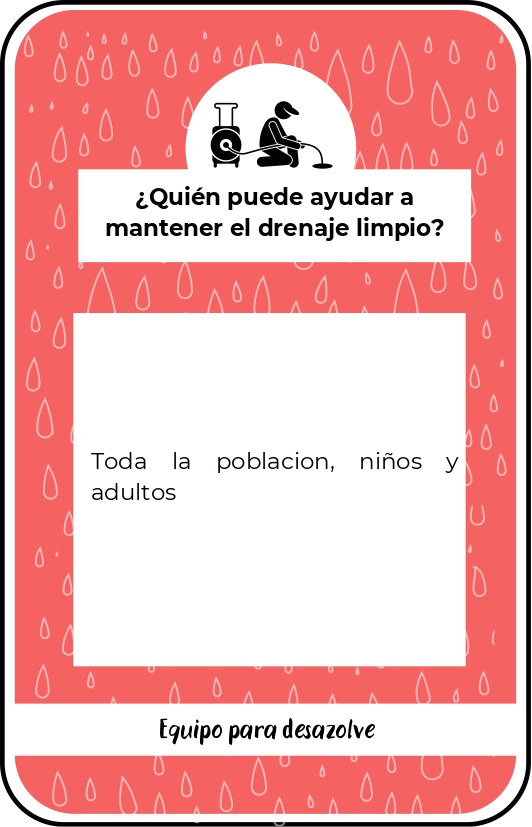 ¿Quién puede ayudar a
mantener el drenaje limpio?
Toda la poblacion, niños y
adultos
Equipo para desazolve